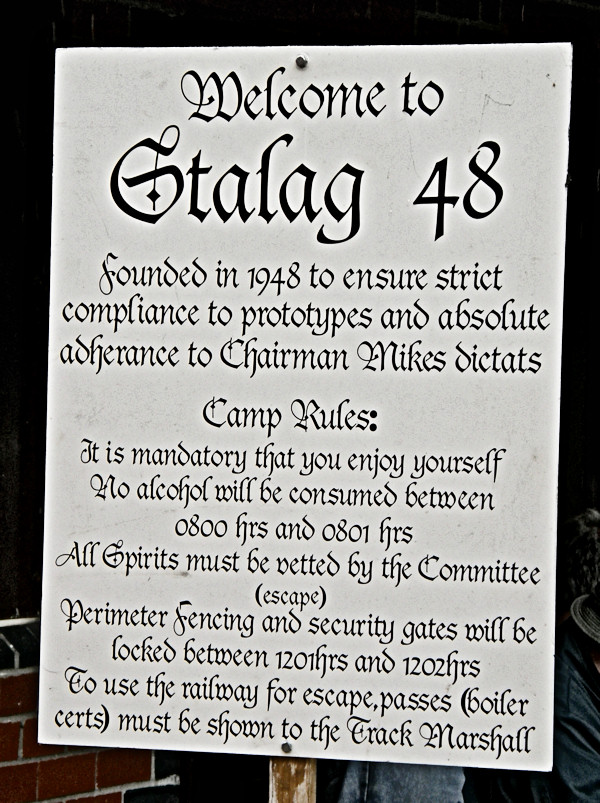 Welcome to
Stalag 48
Founded in 1948 to ensure strict
compliance to prototypes and absolute
adherance to Chairman Mikes dictats
Camp Rules:
It is mandatory that you enjoy yourself
No alcohol will be consumed between
0800 hrs and 0801 hrs
All Spirits must be vetted by the Committee
(escape)
Perimeter Fencing and security gates will be
locked between 1201hrs and 1202hrs
To use the railway for escape,passes (boiler
certs) must be shown to the Track Marshall